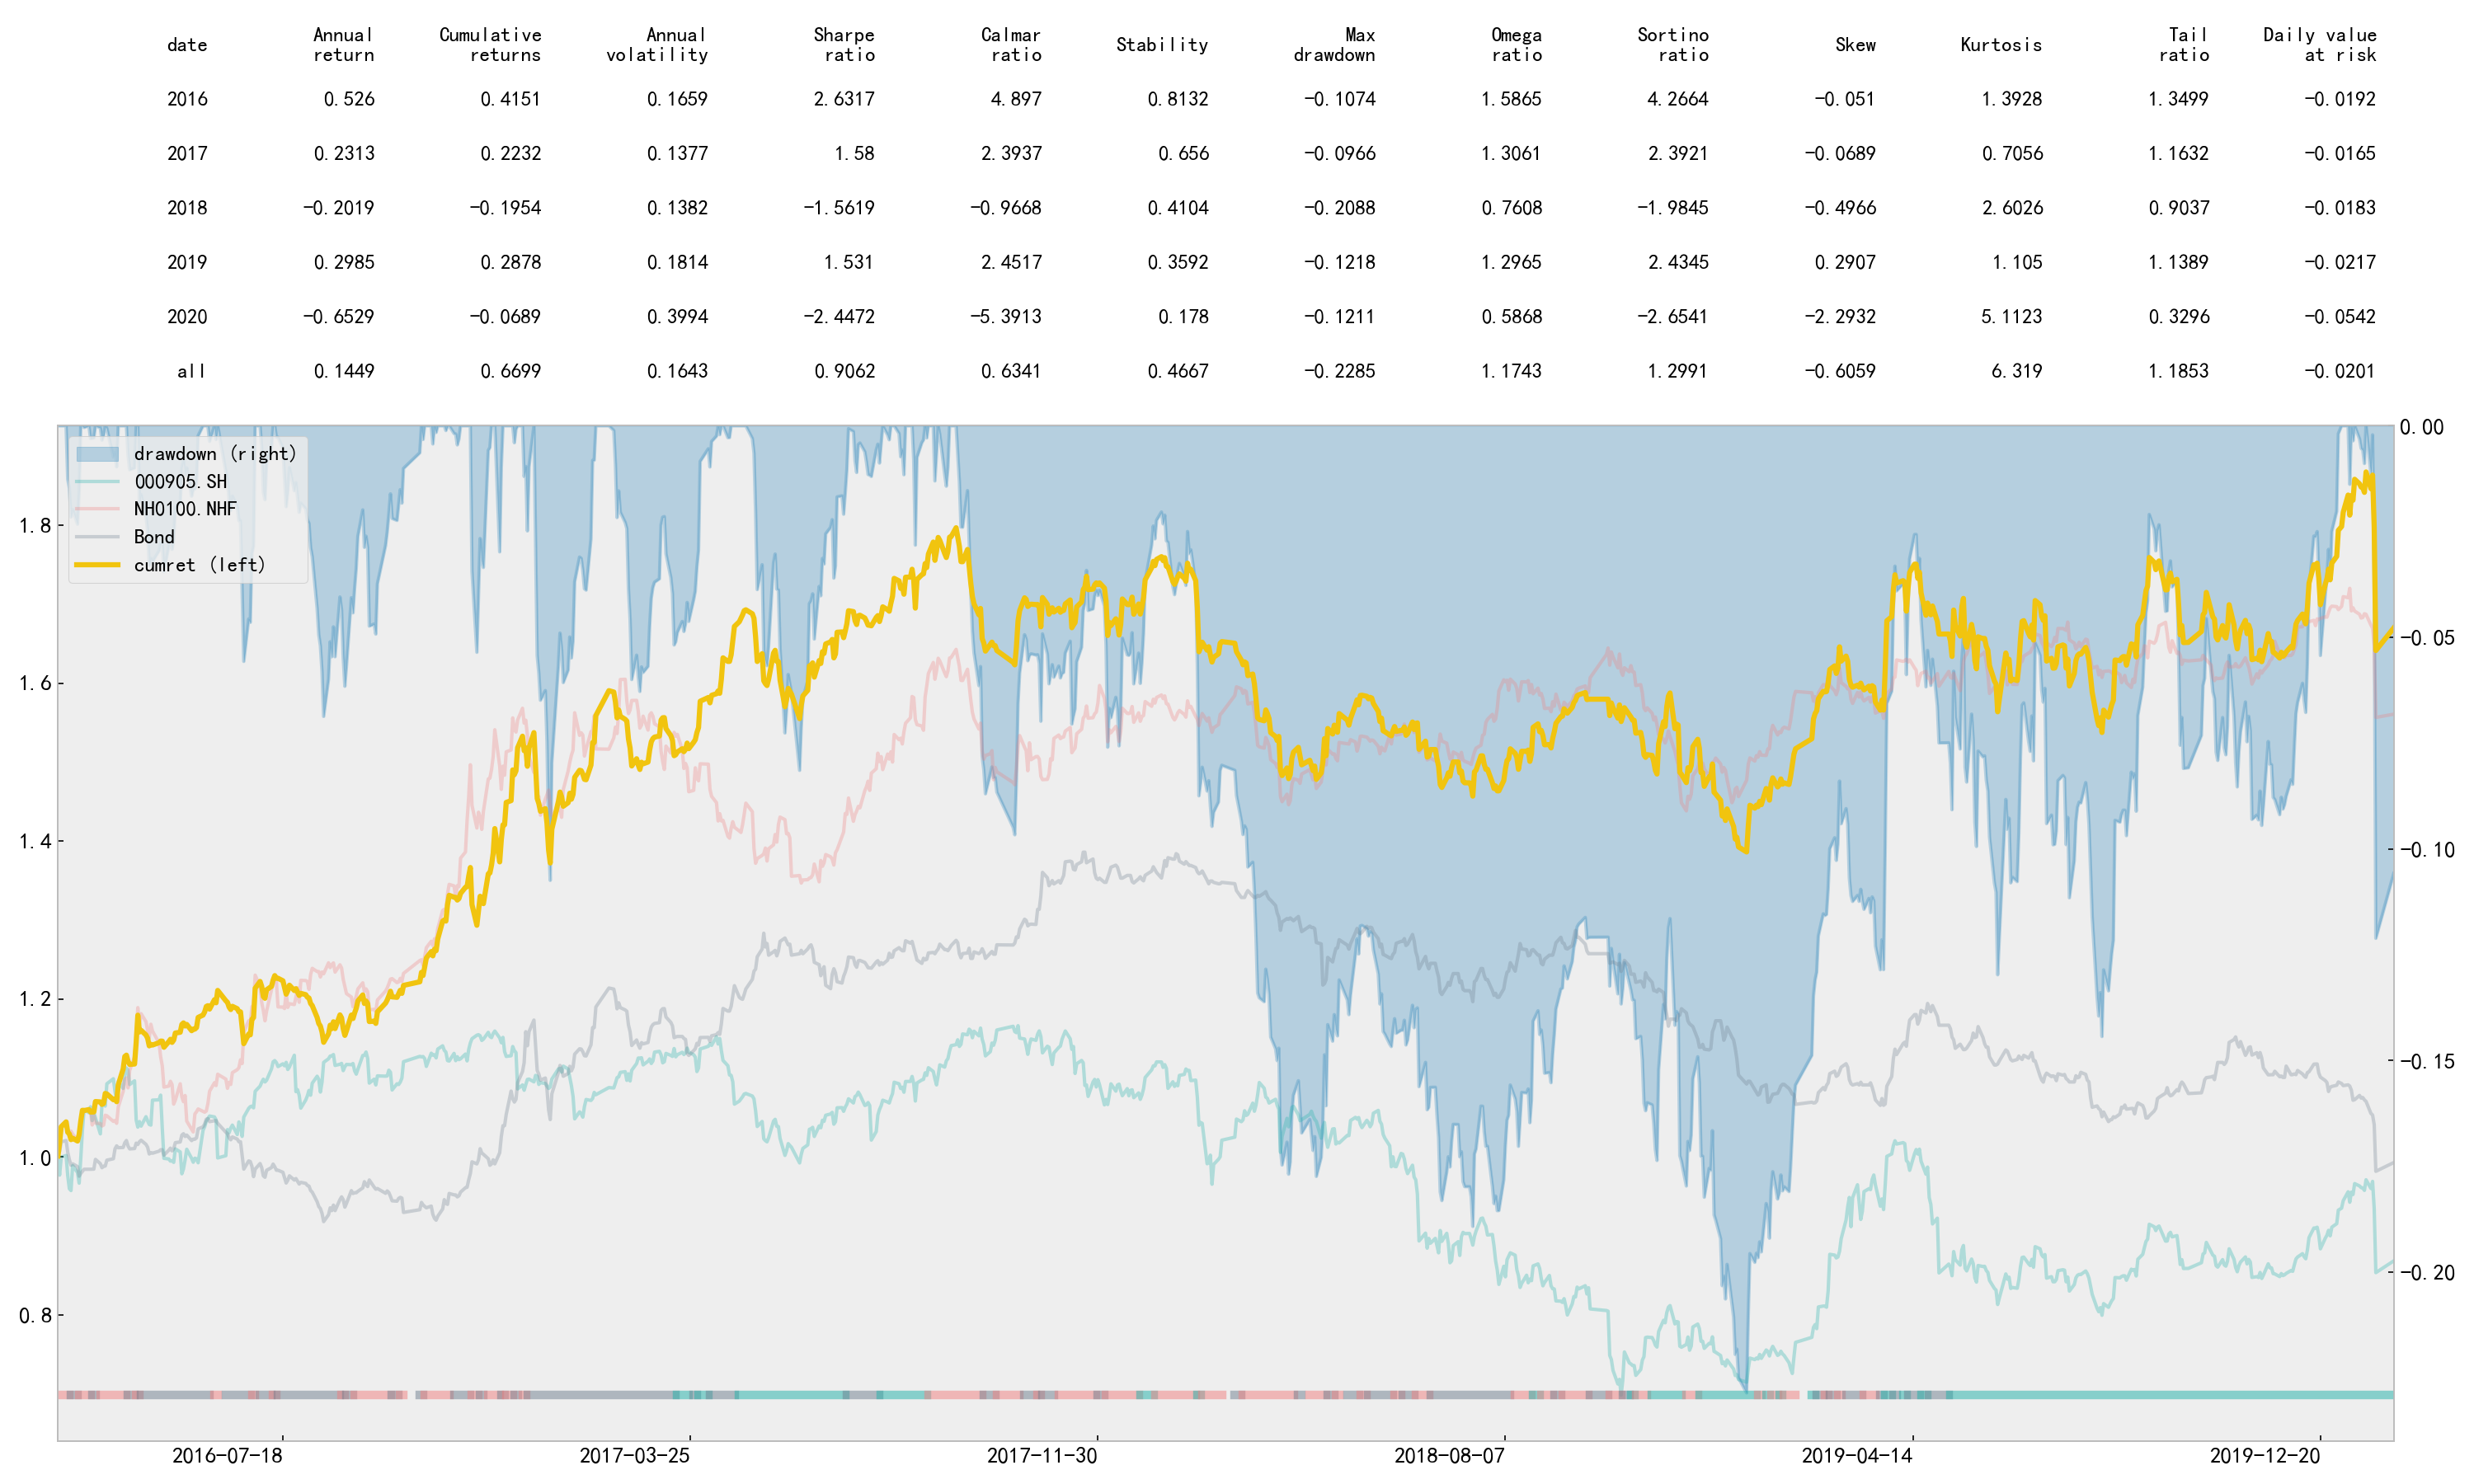 date Annual return Cumulative returns Annual volatility Sharpe ratio Calmar ratio Stability Max drawdown Omega ratio Sortino ratio Skew Kurtosis Tail ratio Daily value at risk
2016 0.526 0.4151 0.1659 2.6317 4.897 0.8132 -0.1074 1.5865 4.2664 -0.051 1.3928 1.3499 -0.0192
2017 0.2313 0.2232 0.1377 1.58 2.3937 0.656 -0.0966 1.3061 2.3921 -0.0689 0.7056 1.1632 -0.0165
2018 -0.2019 -0.1954 0.1382 -1.5619 -0.9668 0.4104 -0.2088 0.7608 -1.9845 -0.4966 2.6026 0.9037 -0.0183
2019 0.2985 0.2878 0.1814 1.531 2.4517 0.3592 -0.1218 1.2965 2.4345 0.2907 1.105 1.1389 -0.0217
2020 -0.6529 -0.0689 0.3994 -2.4472 -5.3913 0.178 -0.1211 0.5868 -2.6541 -2.2932 5.1123 0.3296 -0.0542
all 0.1449 0.6699 0.1643 0.9062 0.6341 0.4667 -0.2285 1.1743 1.2991 -0.6059 6.319 1.1853 -0.0201
drawdown (right)
000905.SH
NH0100.NHF
Bond
cumret (left)
1.8
1.6
1.4
1.2
1.0
0.8
0.00
-0.05
-0.10
-0.15
-0.20
2016-07-18 2017-03-25 2017-11-30 2018-08-07 2019-04-14 2019-12-20